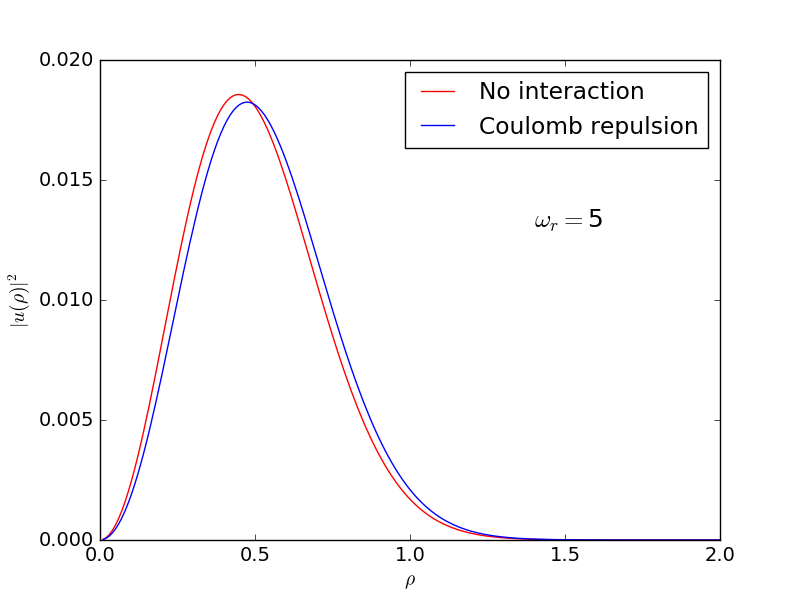 0.020
No interaction
Coulomb repulsion
0.015
ω_r = 5
|u(ρ)|²
0.010
0.005
0.000
0.0 0.5 1.0 1.5 2.0
ρ